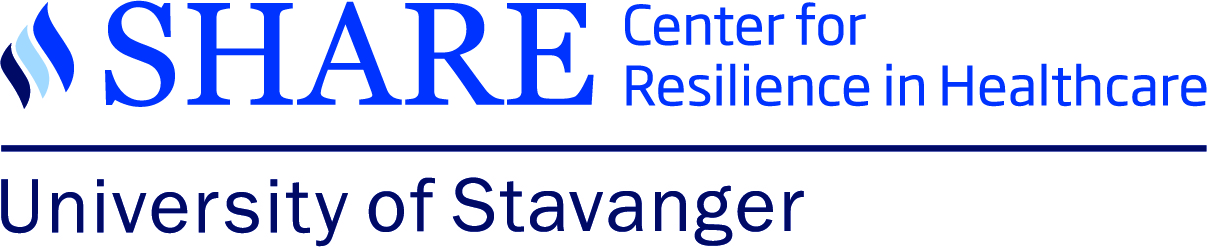 SHARE
Center for
Resilience in Healthcare
University of Stavanger